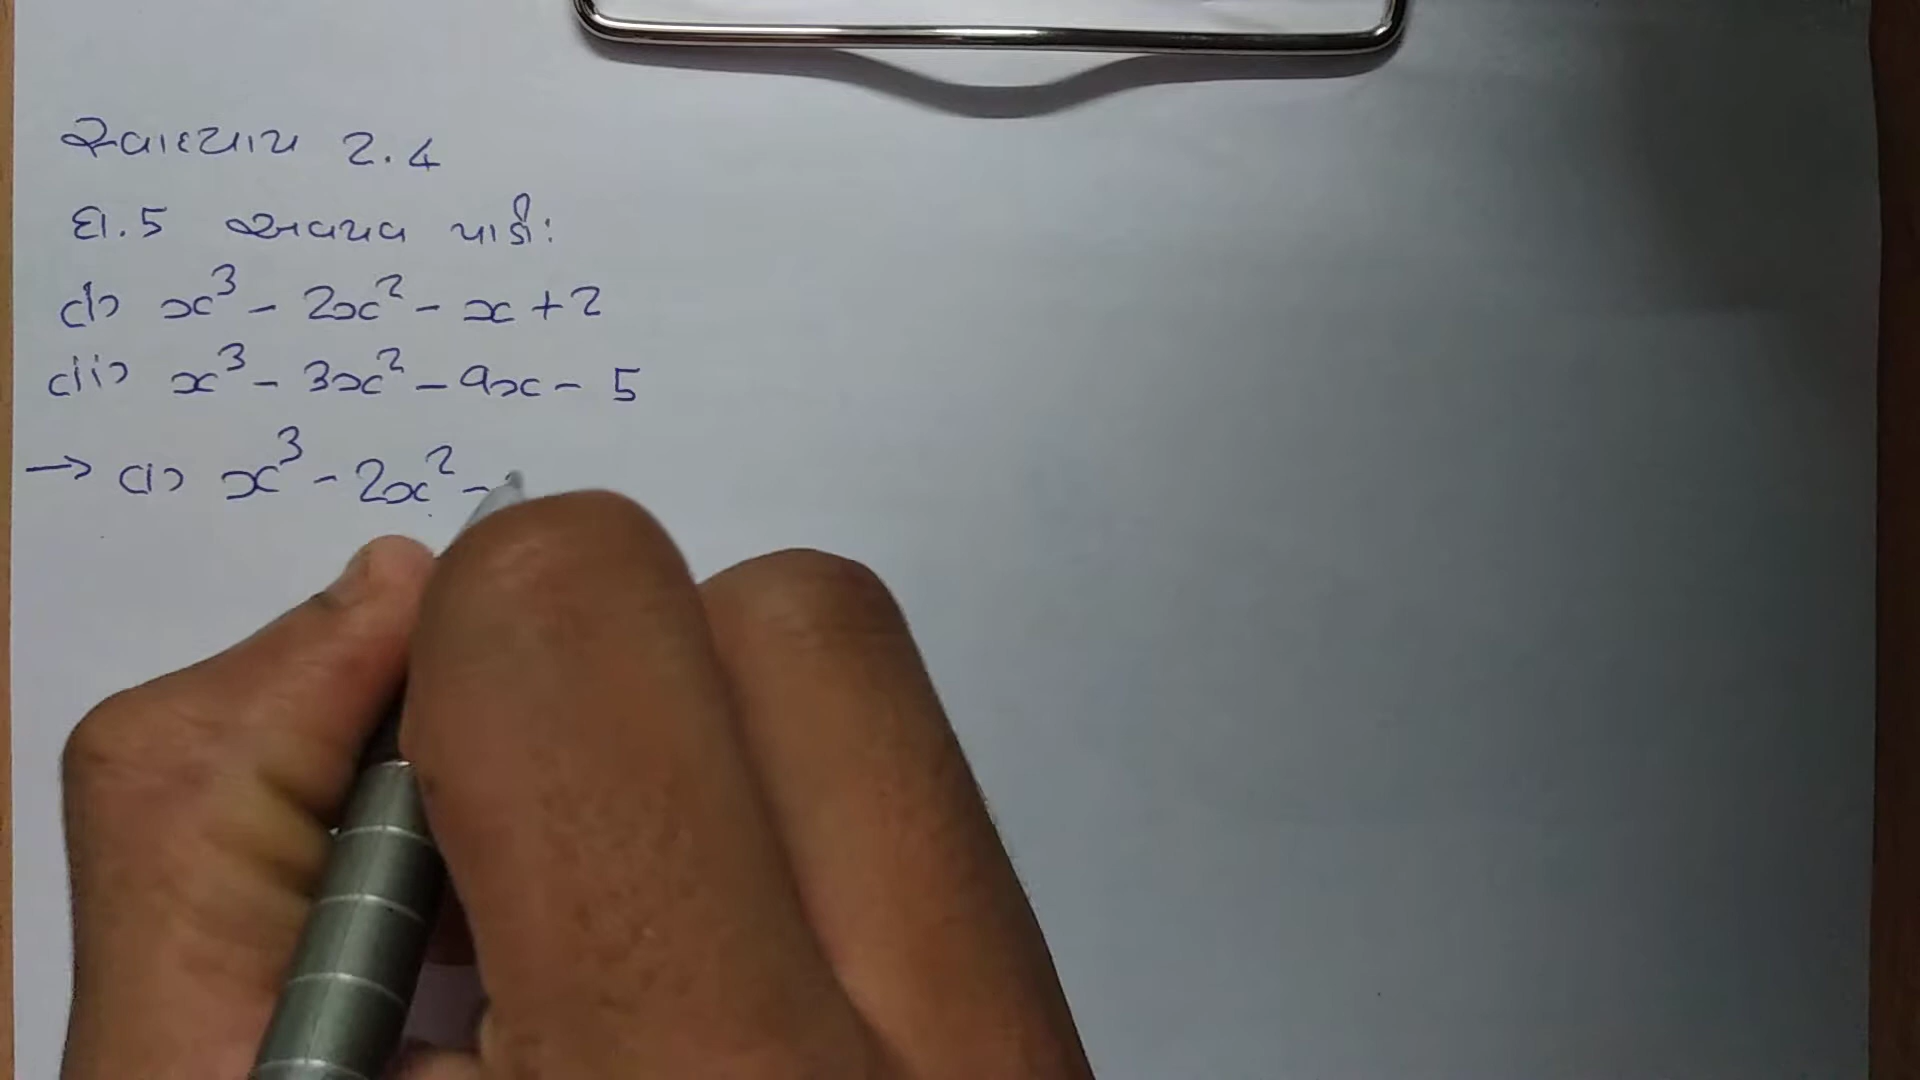 સ્વાધ્યાય 2.4
દા.5 અવયવ પાડો:
(i) x³ - 2x² - x + 2
(ii) x³ - 3x² - 9x - 5
→ (i) x³ - 2x² -